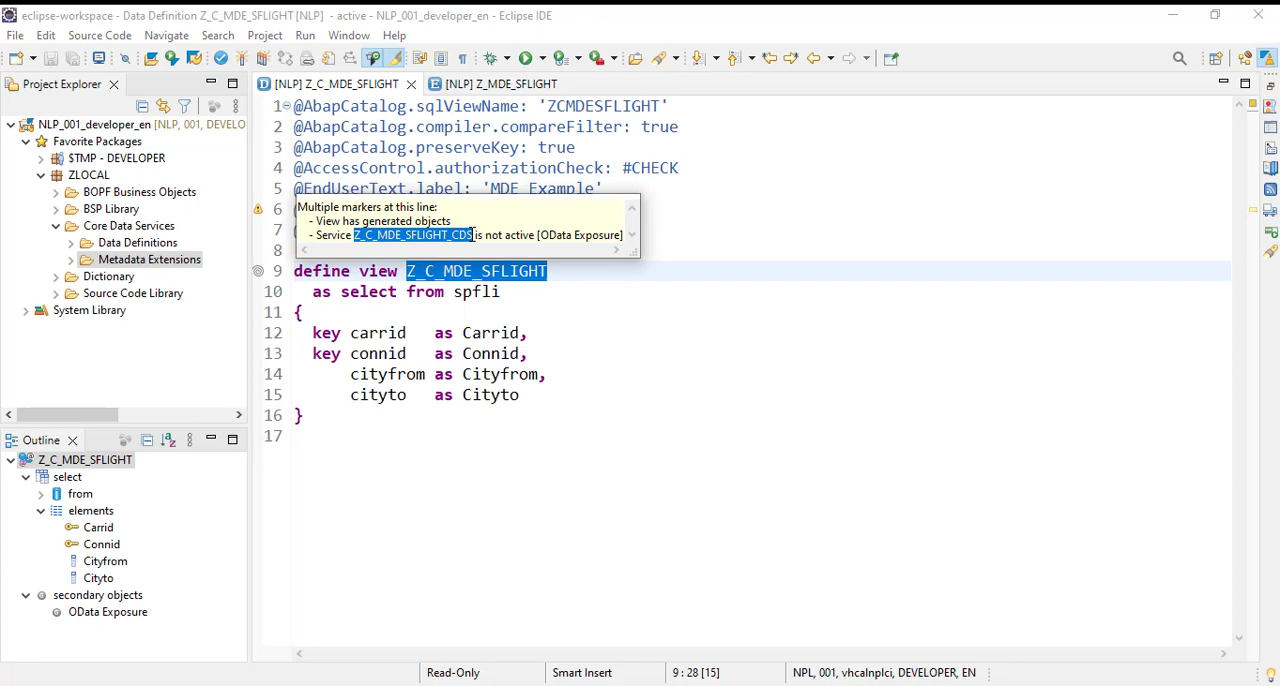 eclipse-workspace - Data Definition Z_C_MDE_SFLIGHT [NLP] - active - NLP_001_developer_en - Eclipse IDE
File Edit Source Code Navigate Search Project Run Window Help
Project Explorer
[NLP] Z_C_MDE_SFLIGHT
[NLP] Z_MDE_SFLIGHT
NLP_001_developer_en [NLP, 001, DEVELO
Favorite Packages
$TMP - DEVELOPER
ZLOCAL
BOPF Business Objects
BSP Library
Core Data Services
Data Definitions
Metadata Extensions
Dictionary
Source Code Library
System Library
1 @AbapCatalog.sqlViewName: 'ZCMDESFLIGHT'
2 @AbapCatalog.compiler.compareFilter: true
3 @AbapCatalog.preserveKey: true
4 @AccessControl.authorizationCheck: #CHECK
5 @EndUserText.label: 'MDE Example'
6
7
8
Multiple markers at this line:
- View has generated objects
- Service Z_C_MDE_SFLIGHT_CDS is not active [OData Exposure]
9 define view Z_C_MDE_SFLIGHT
10 as select from spfli
11 {
12 key carrid as Carrid,
13 key connid as Connid,
14 cityfrom as Cityfrom,
15 cityto as Cityto
16 }
17
Outline
Z_C_MDE_SFLIGHT
select
from
elements
Carrid
Connid
Cityfrom
Cityto
secondary objects
OData Exposure
Read-Only
Smart Insert
9 : 28 [15]
NPL, 001, vhcalnplci, DEVELOPER, EN